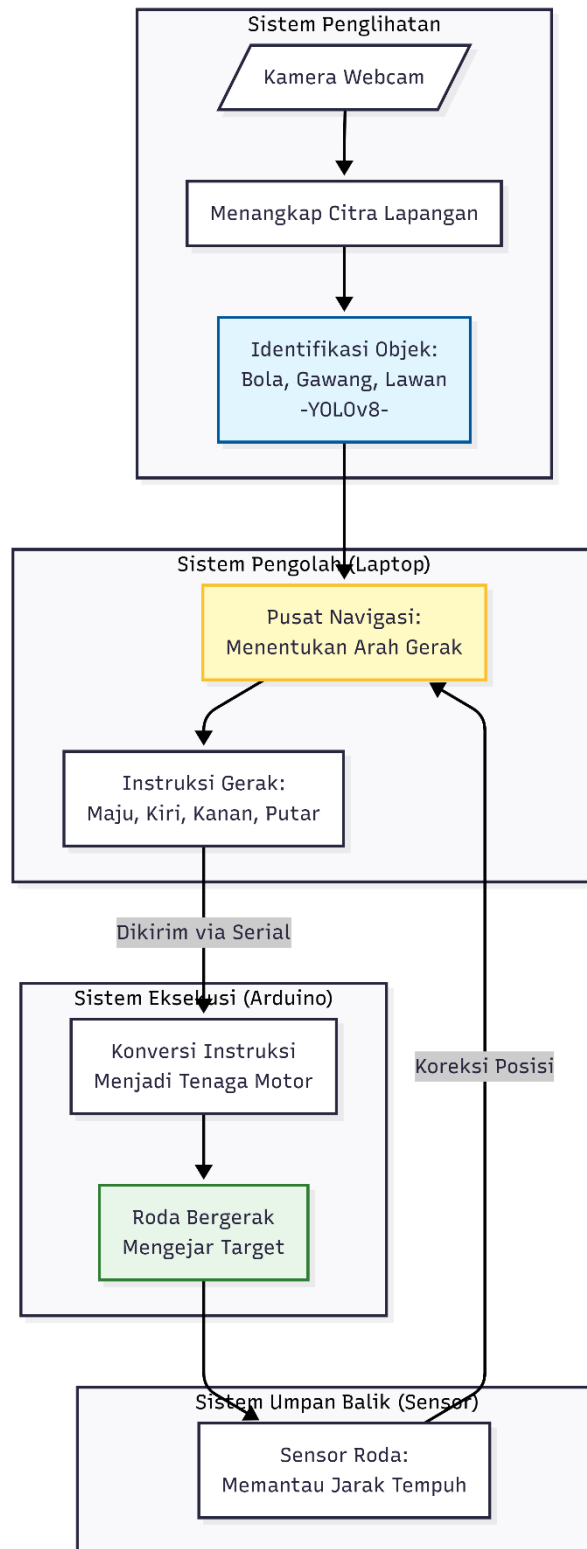 Sistem Penglihatan
Kamera Webcam
Menangkap Citra Lapangan
Identifikasi Objek:
Bola, Gawang, Lawan
-YOLOv8-
Sistem Pengolah (Laptop)
Pusat Navigasi:
Menentukan Arah Gerak
Instruksi Gerak:
Maju, Kiri, Kanan, Putar
Dikirim via Serial
Sistem Eksekusi (Arduino)
Konversi Instruksi
Menjadi Tenaga Motor
Koreksi Posisi
Roda Bergerak
Mengejar Target
Sistem Umpan Balik (Sensor)
Sensor Roda:
Memantau Jarak Tempuh